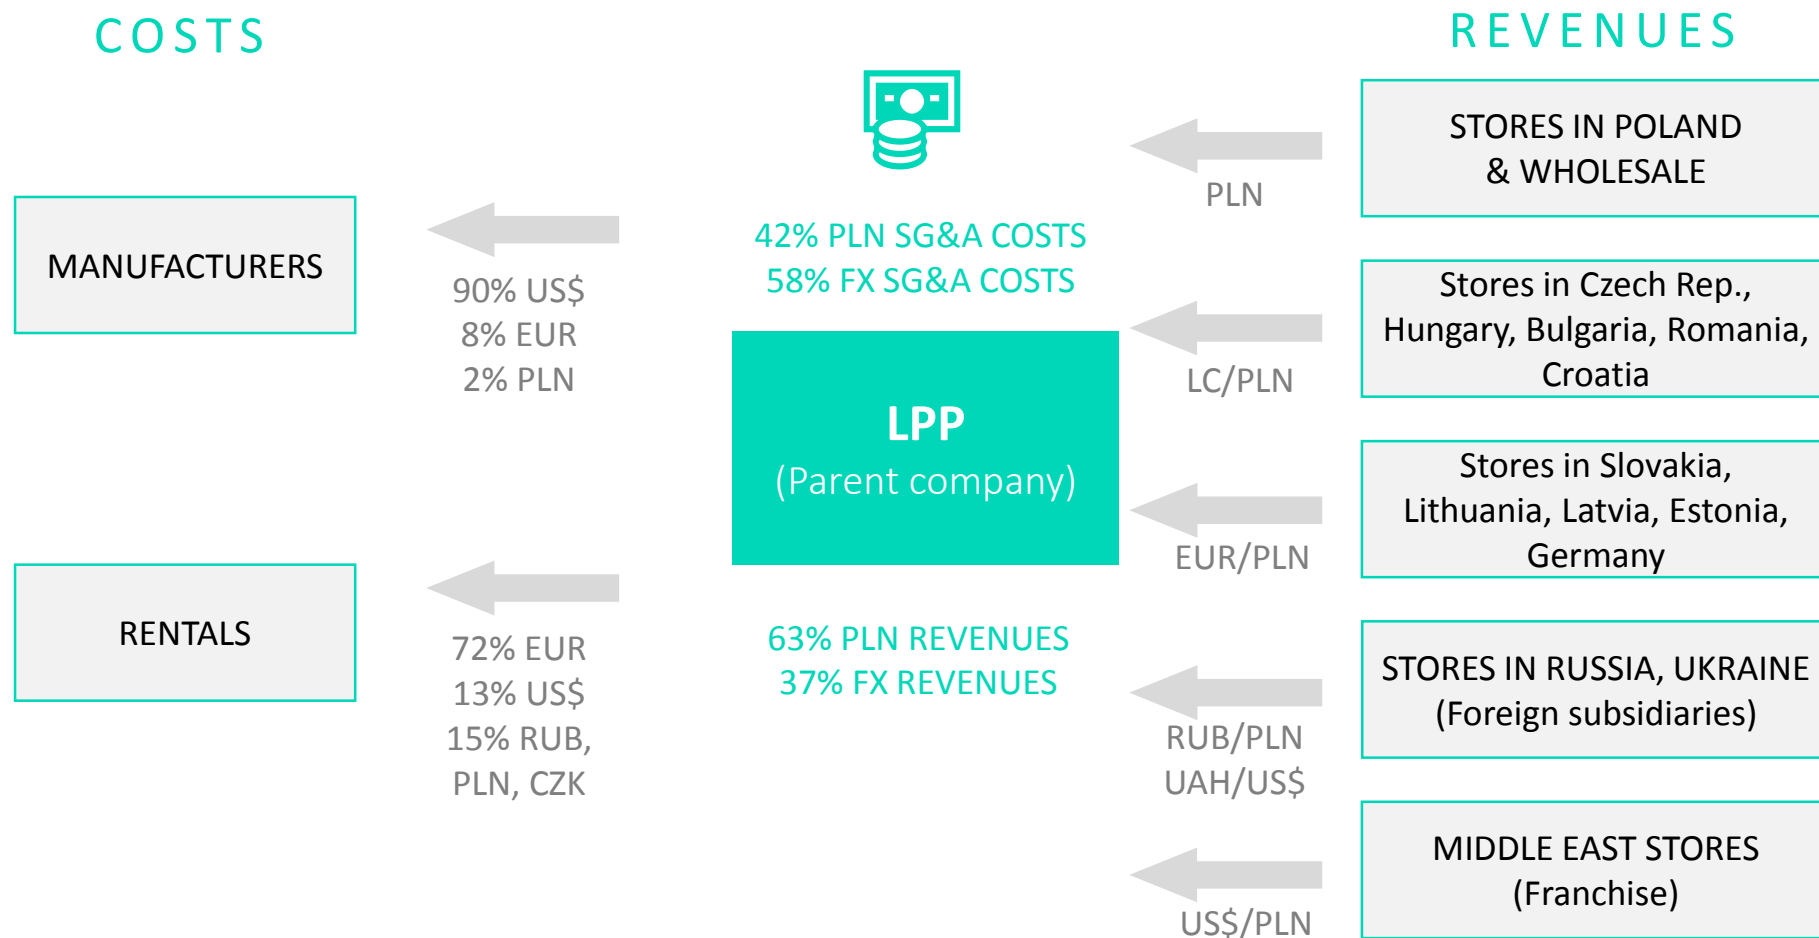 COSTS
MANUFACTURERS
90% US$
8% EUR
2% PLN
RENTALS
72% EUR
13% US$
15% RUB,
PLN, CZK
42% PLN SG&A COSTS
58% FX SG&A COSTS
LPP
(Parent company)
63% PLN REVENUES
37% FX REVENUES
REVENUES
PLN
STORES IN POLAND
& WHOLESALE
LC/PLN
Stores in Czech Rep.,
Hungary, Bulgaria, Romania,
Croatia
EUR/PLN
Stores in Slovakia,
Lithuania, Latvia, Estonia,
Germany
RUB/PLN
UAH/US$
STORES IN RUSSIA, UKRAINE
(Foreign subsidiaries)
US$/PLN
MIDDLE EAST STORES
(Franchise)